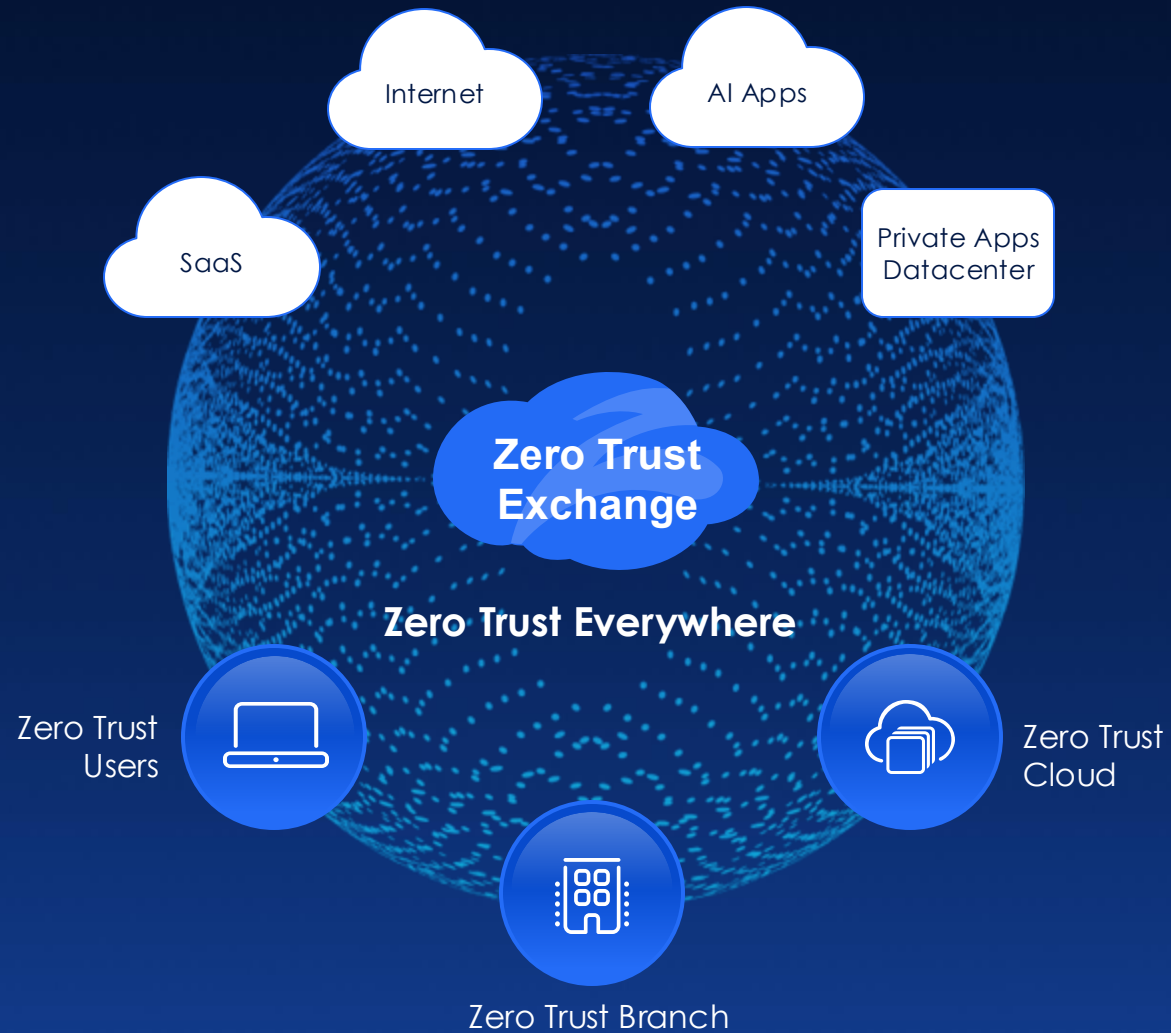 Internet
AI Apps
SaaS
Private Apps
Datacenter
Zero Trust
Exchange
Zero Trust Everywhere
Zero Trust
Users
Zero Trust
Cloud
Zero Trust Branch